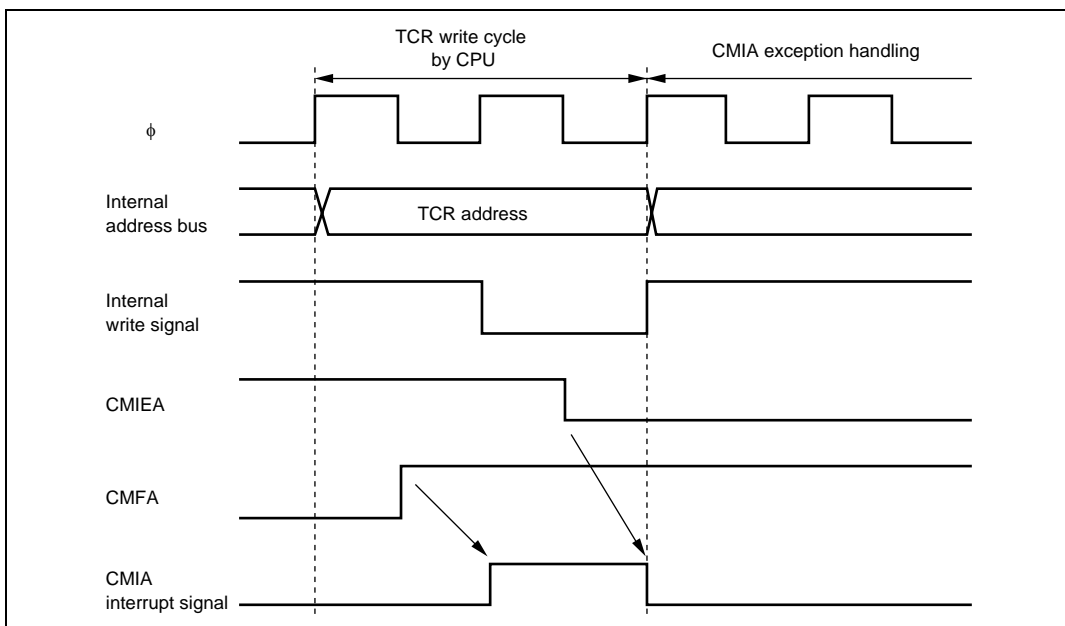 TCR write cycle
by CPU
CMIA exception handling
ϕ
Internal
address bus
TCR address
Internal
write signal
CMIEA
CMFA
CMIA
interrupt signal